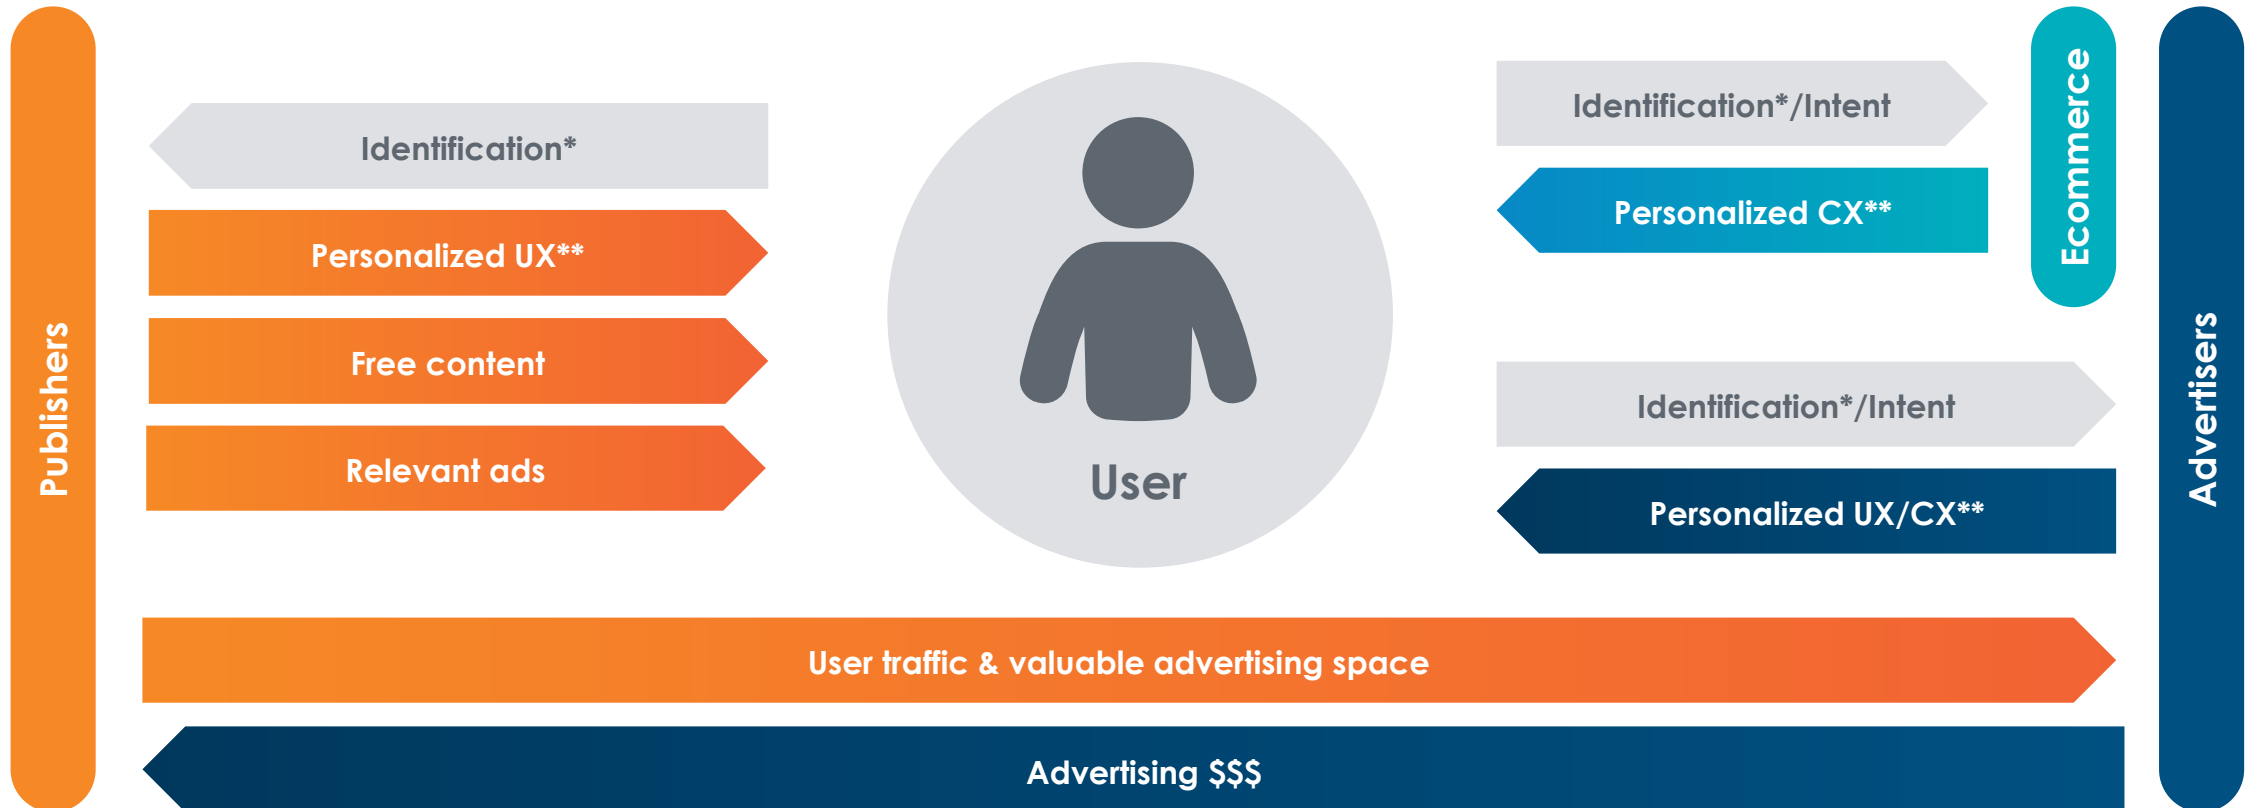 Publishers
Identification*
Personalized UX**
Free content
Relevant ads
User
Identification*/Intent
Personalized CX**
Ecommerce
Identification*/Intent
Personalized UX/CX**
Advertisers
User traffic & valuable advertising space
Advertising $$$